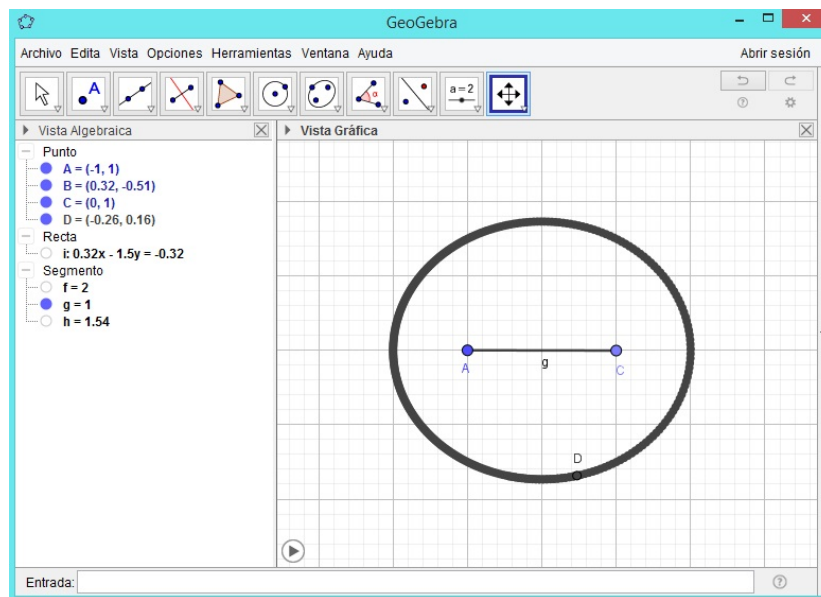 GeoGebra
Archivo Edita Vista Opciones Herramientas Ventana Ayuda
Abrir sesión
A
α
a=2
Vista Algebraica
Vista Gráfica
Punto
A = (-1, 1)
B = (0.32, -0.51)
C = (0, 1)
D = (-0.26, 0.16)
Recta
i: 0.32x - 1.5y = -0.32
Segmento
f = 2
g = 1
h = 1.54
A
g
C
D
Entrada: